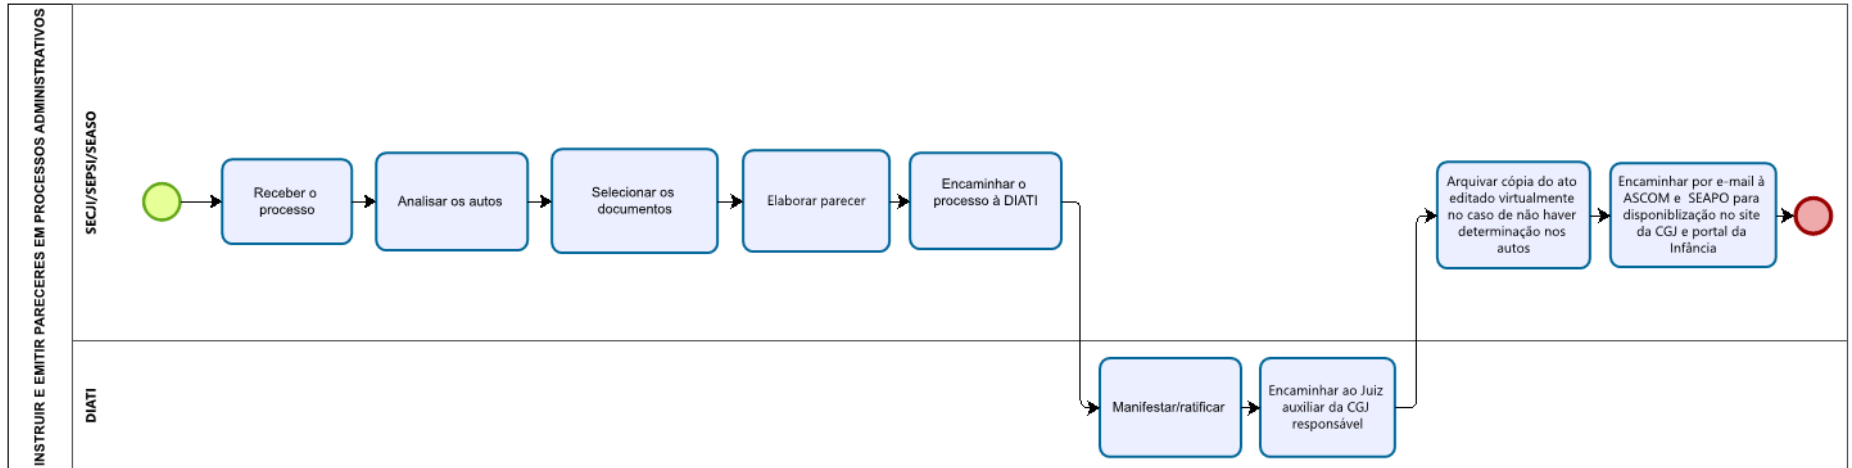 INSTRUIR E EMITIR PARECERES EM PROCESSOS ADMINISTRATIVOS
SECJI/SEPSI/SEASO
Receber o
processo
Analisar os autos
Selecionar os
documentos
Elaborar parecer
Encaminhar o
processo à DIATI
Arquivar cópia do ato
editado virtualmente
no caso de não haver
determinação nos
autos
Encaminhar por e-mail à
ASCOM e SEAPO para
disponiblização no site
da CGJ e portal da
Infância
DIATI
Manifestar/ratificar
Encaminhar ao Juiz
auxiliar da CGJ
responsável